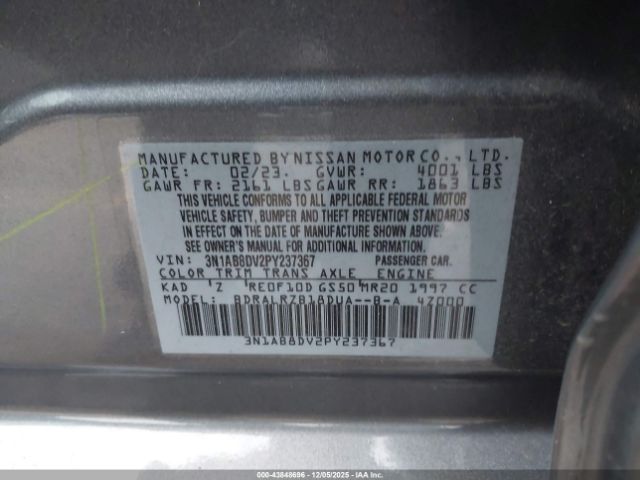 MANUFACTURED BY NISSAN MOTOR CO., LTD.
DATE: 02/23. GVWR: 4001 LBS
GAWR FR: 2161 LBS GAWR RR: 1863 LBS
THIS VEHICLE CONFORMS TO ALL APPLICABLE FEDERAL MOTOR
VEHICLE SAFETY, BUMPER AND THEFT PREVENTION STANDARDS
IN EFFECT ON THE DATE OF MANUFACTURE SHOWN ABOVE.
SEE OWNER'S MANUAL FOR ADDITIONAL INFORMATION
VIN: 3N1AB8DV2PY237367 PASSENGER CAR.
COLOR TRIM TRANS AXLE ENGINE
KAD 'Z RE0F10D GS50 MR20 1997 CC
MODEL: BDRALRZB18DUA--B-A 4Z000
3N1AB8DV2PY237367
00-43848696 - 12/05/2025 - IAA Inc.